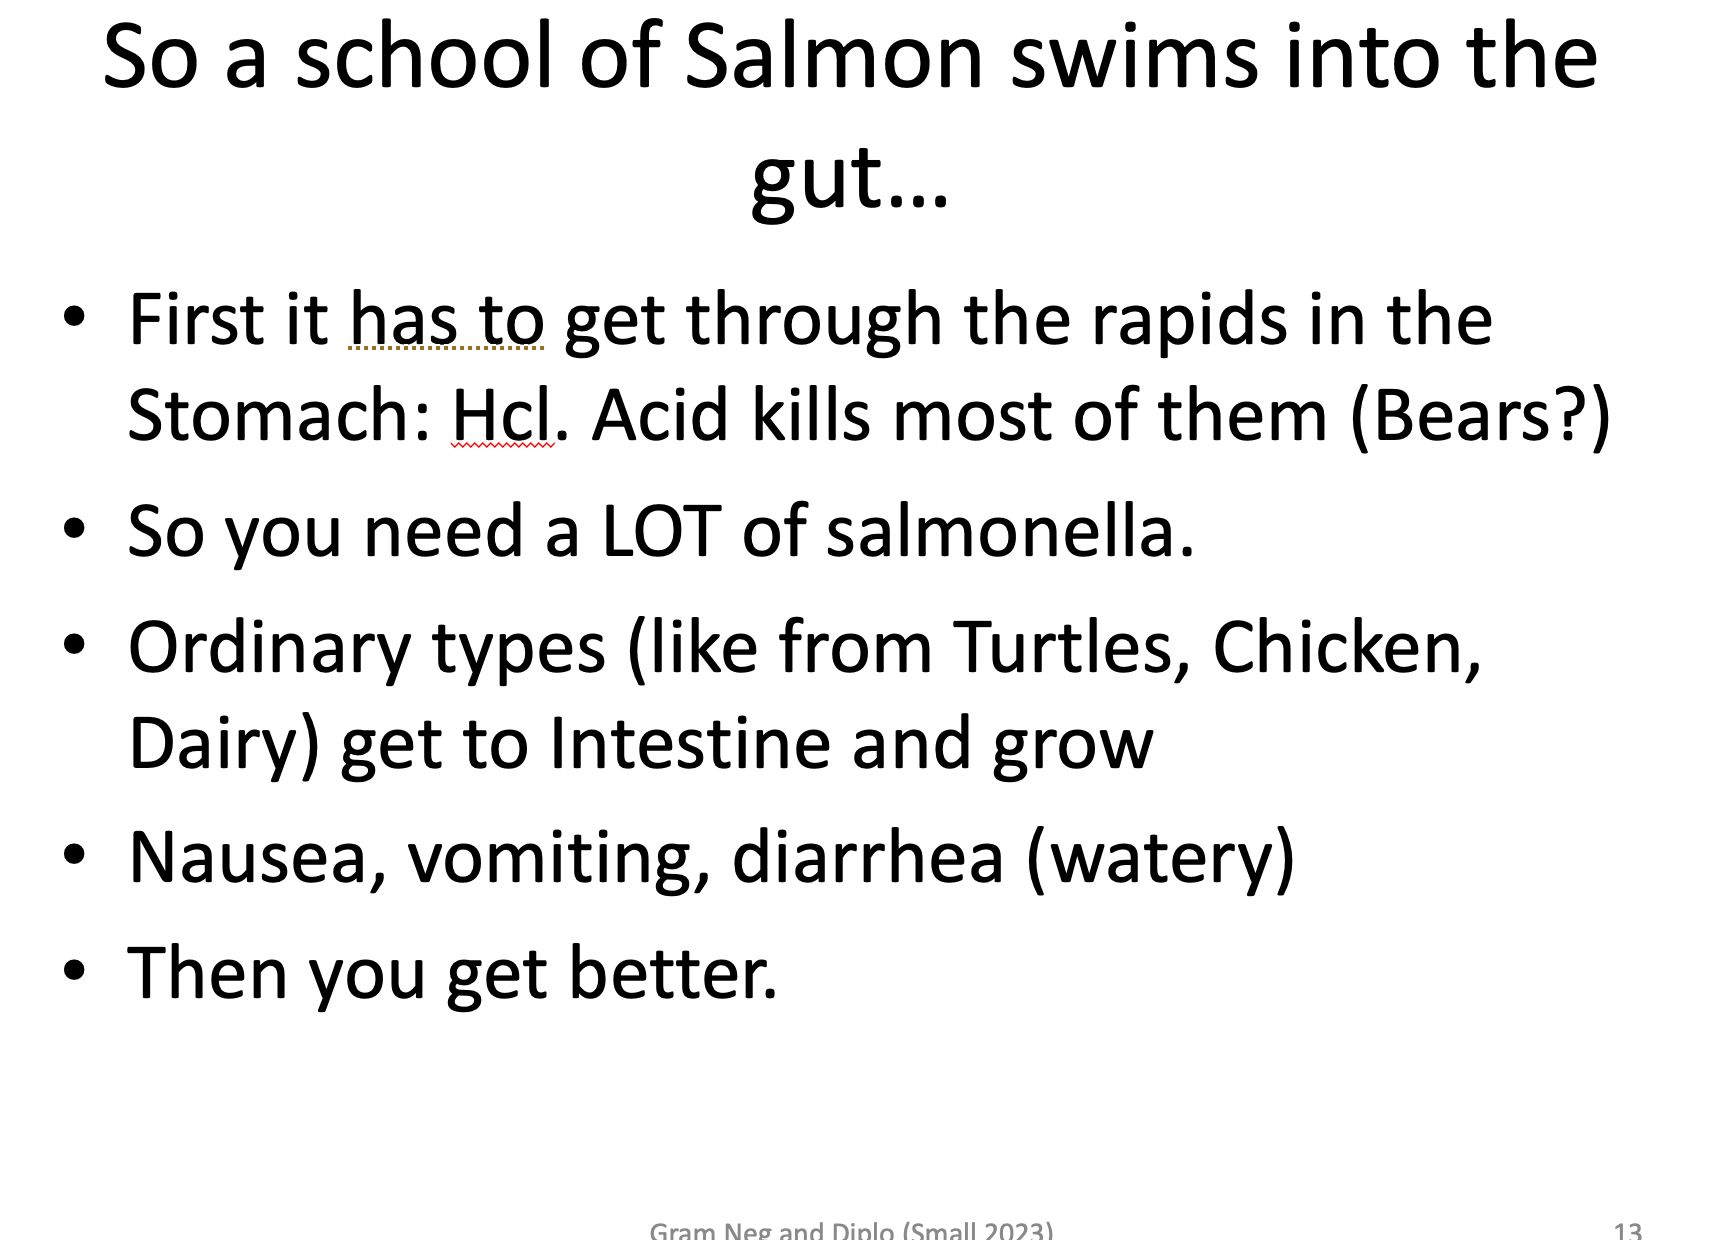 So a school of Salmon swims into the
gut…
• First it has to get through the rapids in the
Stomach: Hcl. Acid kills most of them (Bears?)
• So you need a LOT of salmonella.
• Ordinary types (like from Turtles, Chicken,
Dairy) get to Intestine and grow
• Nausea, vomiting, diarrhea (watery)
• Then you get better.
Gram Neg and Diplo (Small 2023)
13